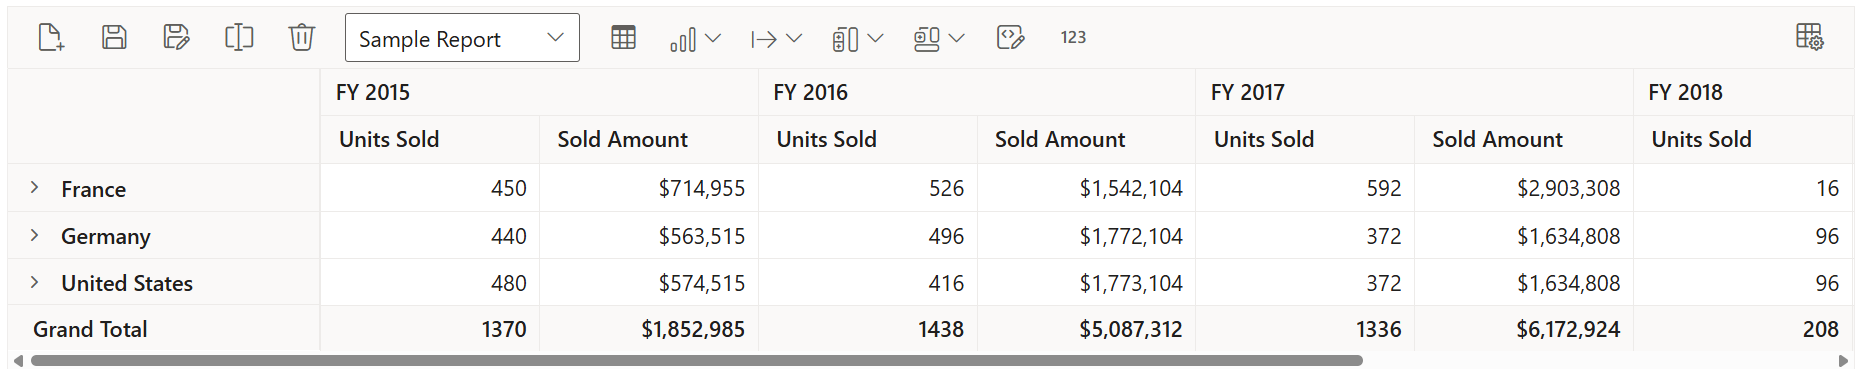 Sample Report 123
FY 2015 FY 2016 FY 2017 FY 2018
Units Sold Sold Amount Units Sold Sold Amount Units Sold Sold Amount Units Sold
France 450 $714,955 526 $1,542,104 592 $2,903,308 16
Germany 440 $563,515 496 $1,772,104 372 $1,634,808 96
United States 480 $574,515 416 $1,773,104 372 $1,634,808 96
Grand Total 1370 $1,852,985 1438 $5,087,312 1336 $6,172,924 208